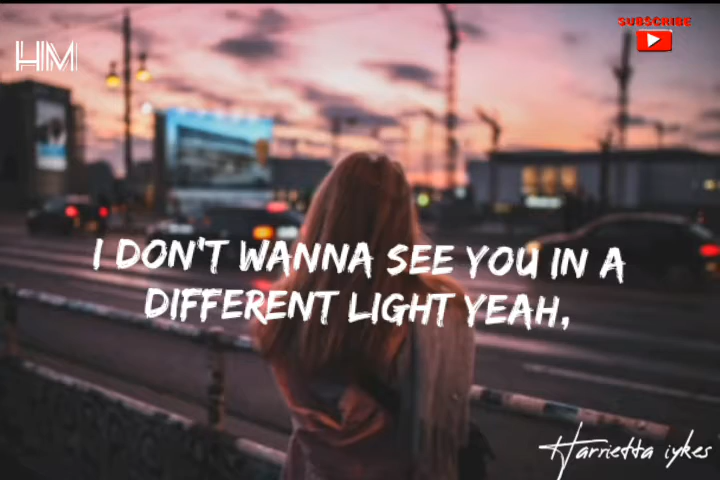 SUBSCRIBE
HM
I DON'T WANNA SEE YOU IN A
DIFFERENT LIGHT YEAH,
Harrietta iykes